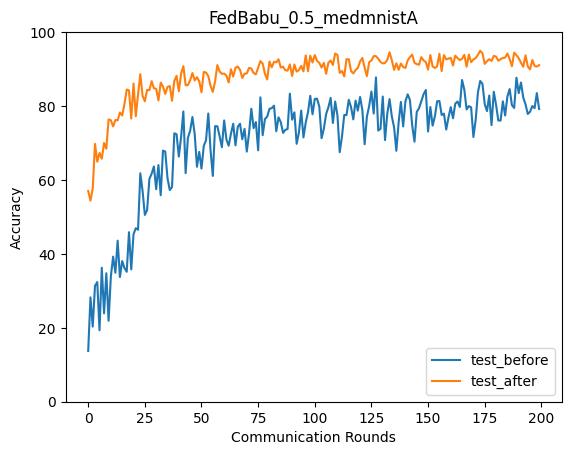 FedBabu_0.5_medmnistA
100
80
60
40
20
0
Accuracy
0 25 50 75 100 125 150 175 200
Communication Rounds
test_before
test_after